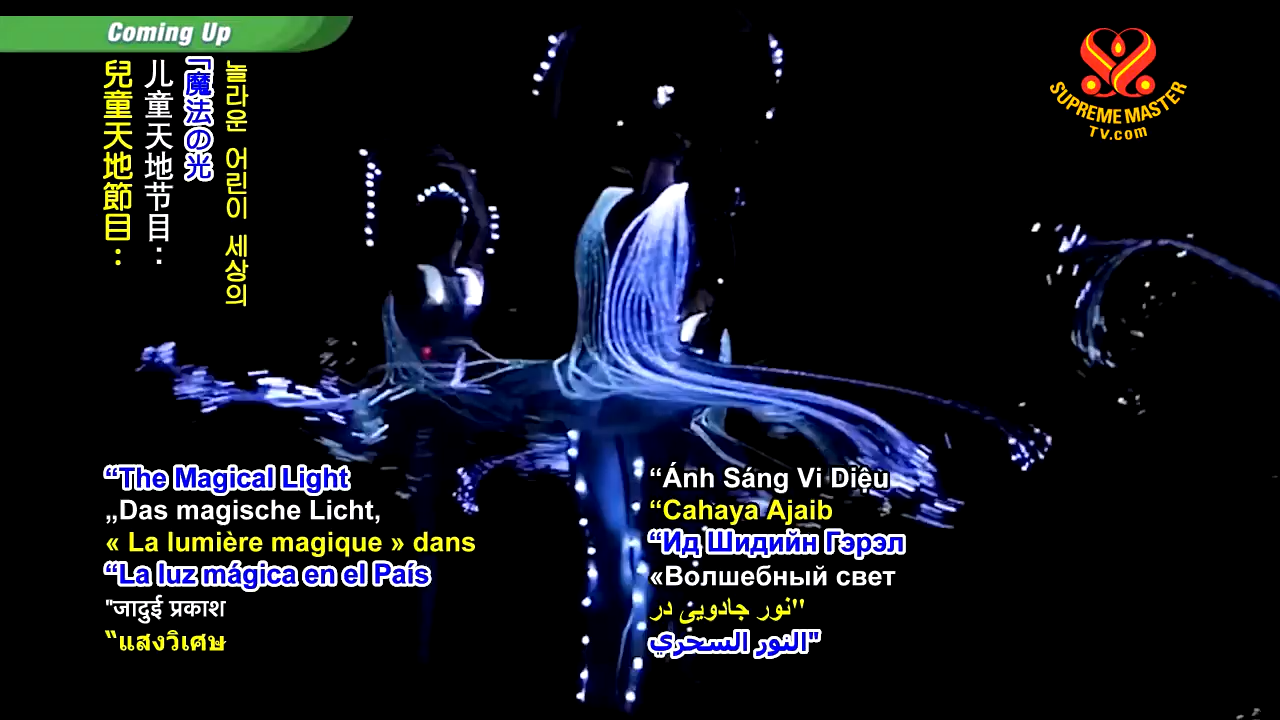 Coming Up
SUPREME MASTER
TV.com
놀라운 어린이 세상의
「魔法の光
儿童天地节目：
兒童天地節目：
“The Magical Light
„Das magische Licht,
« La lumière magique » dans
“La luz mágica en el País
"जादुई प्रकाश
“แสงวิเศษ
“Ánh Sáng Vi Diệu
“Cahaya Ajaib
“Ид Шидийн Гэрэл
«Волшебный свет
"نور جادویی در
"النور السحري